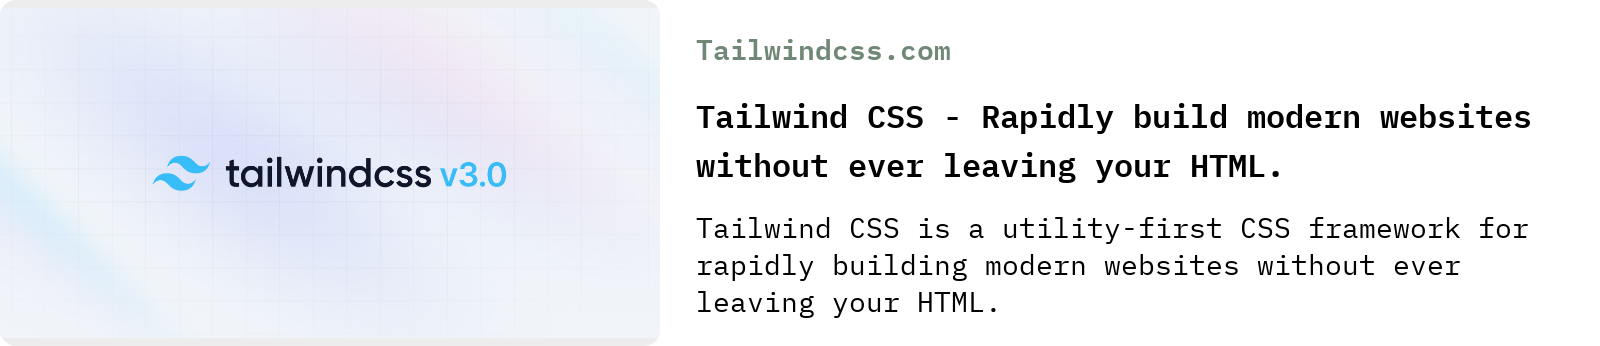 tailwindcss v3.0
Tailwindcss.com
Tailwind CSS - Rapidly build modern websites
without ever leaving your HTML.
Tailwind CSS is a utility-first CSS framework for
rapidly building modern websites without ever
leaving your HTML.